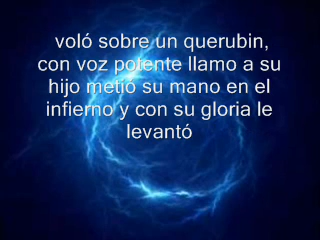 voló sobre un querubin,
con voz potente llamo a su
hijo metió su mano en el
infierno y con su gloria le
levantó